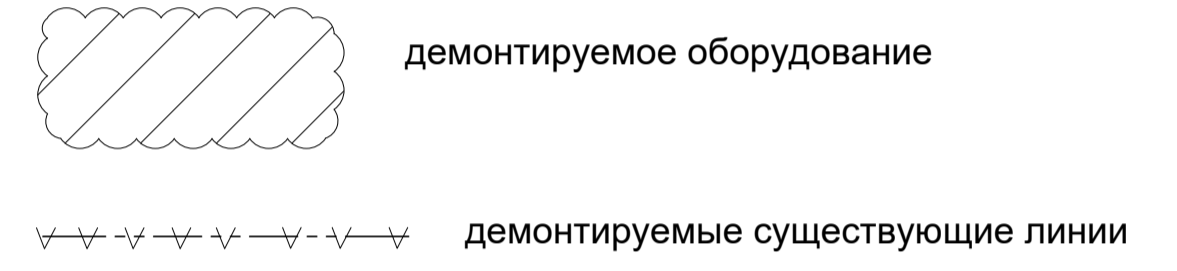 демонтируемое оборудование
демонтируемые существующие линии